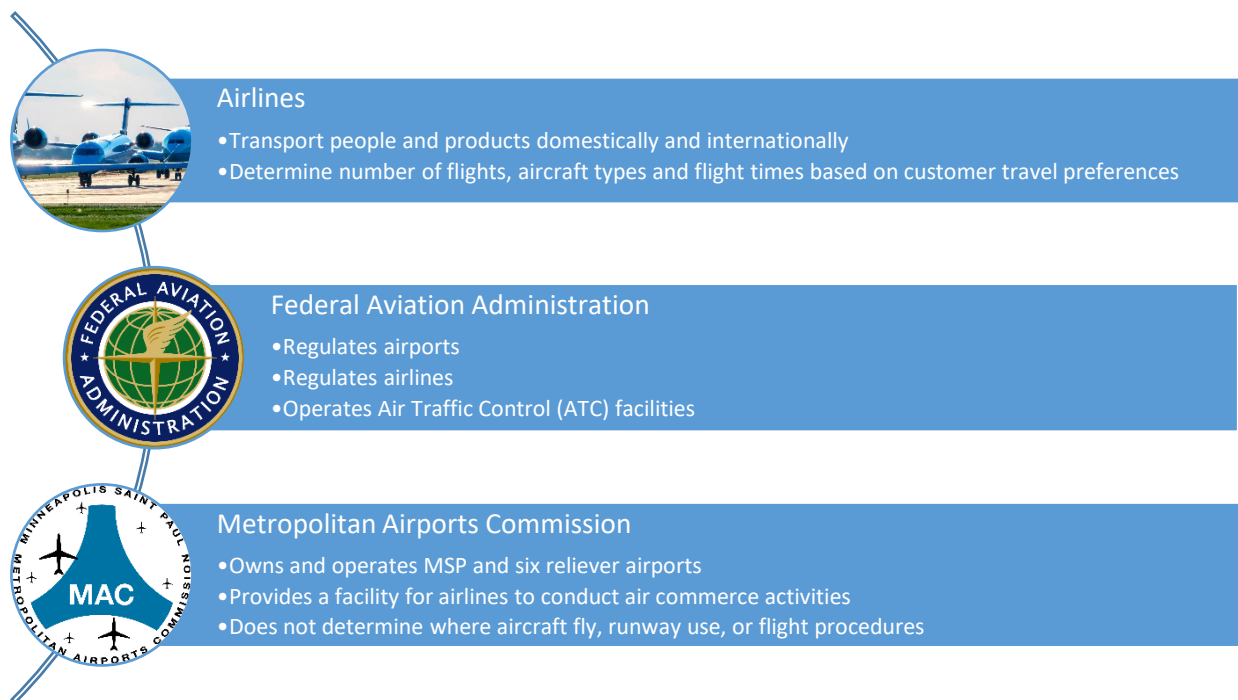 Airlines
•Transport people and products domestically and internationally
•Determine number of flights, aircraft types and flight times based on customer travel preferences
FEDERAL AVIATION
ADMINISTRATION
Federal Aviation Administration
•Regulates airports
•Regulates airlines
•Operates Air Traffic Control (ATC) facilities
MINNEAPOLIS SAINT PAUL
METROPOLITAN AIRPORTS COMMISSION
MAC
Metropolitan Airports Commission
•Owns and operates MSP and six reliever airports
•Provides a facility for airlines to conduct air commerce activities
•Does not determine where aircraft fly, runway use, or flight procedures